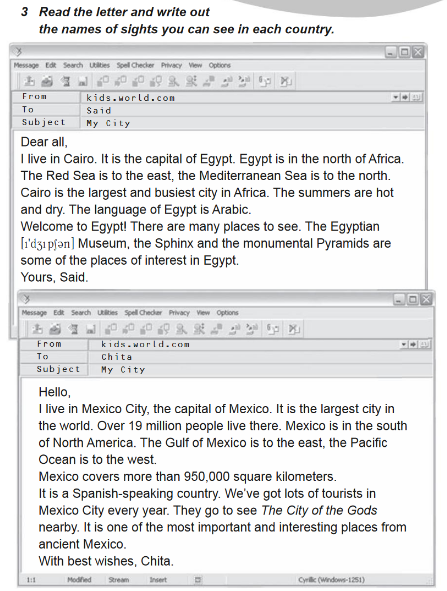 3 Read the letter and write out
the names of sights you can see in each country.
Message Edit Search Utilities Spell Checker Privacy View Options
From kids.world.com
To Said
Subject My City
Dear all,
I live in Cairo. It is the capital of Egypt. Egypt is in the north of Africa.
The Red Sea is to the east, the Mediterranean Sea is to the north.
Cairo is the largest and busiest city in Africa. The summers are hot
and dry. The language of Egypt is Arabic.
Welcome to Egypt! There are many places to see. The Egyptian
[ɪ'dʒɪpʃən] Museum, the Sphinx and the monumental Pyramids are
some of the places of interest in Egypt.
Yours, Said.
Message Edit Search Utilities Spell Checker Privacy View Options
From kids.world.com
To Chita
Subject My City
Hello,
I live in Mexico City, the capital of Mexico. It is the largest city in
the world. Over 19 million people live there. Mexico is in the south
of North America. The Gulf of Mexico is to the east, the Pacific
Ocean is to the west.
Mexico covers more than 950,000 square kilometers.
It is a Spanish-speaking country. We've got lots of tourists in
Mexico City every year. They go to see The City of the Gods
nearby. It is one of the most important and interesting places from
ancient Mexico.
With best wishes, Chita.
1:1 Modified Stream Insert Cyrillic (Windows-1251)